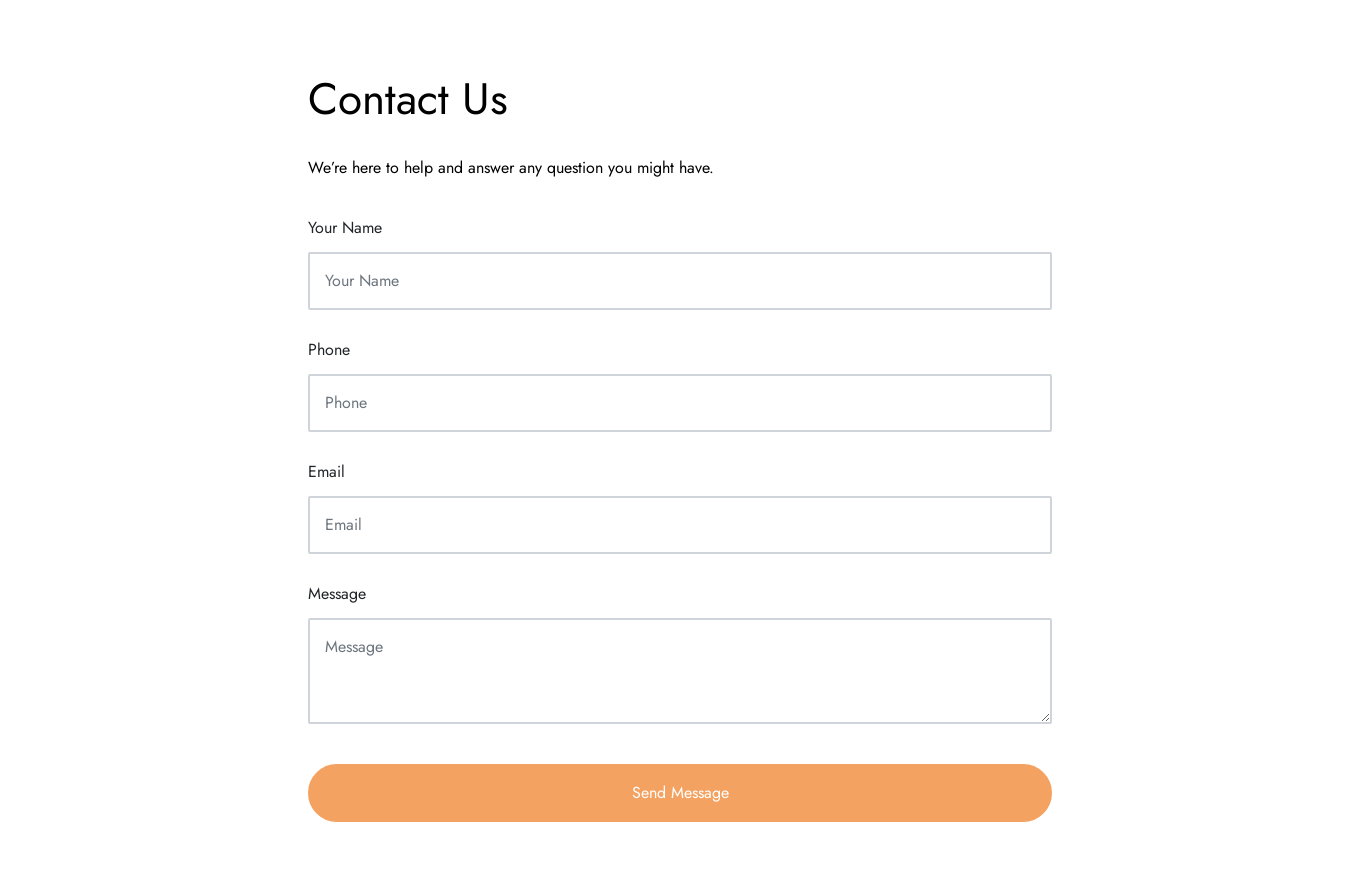 Contact Us
We're here to help and answer any question you might have.
Your Name
Your Name
Phone
Phone
Email
Email
Message
Message
Send Message